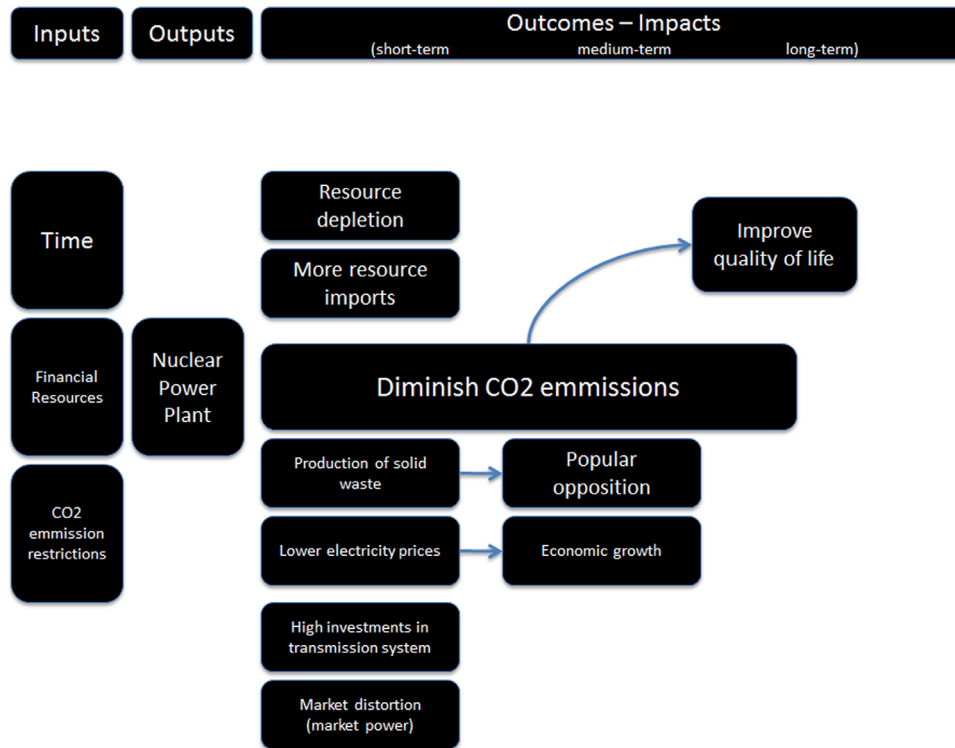 Inputs
Outputs
Outcomes – Impacts
(short-term medium-term long-term)
Time
Financial
Resources
CO2
emmission
restrictions
Nuclear
Power
Plant
Resource
depletion
More resource
imports
Improve
quality of life
Diminish CO2 emmissions
Production of solid
waste
Popular
opposition
Lower electricity prices
Economic growth
High investments in
transmission system
Market distortion
(market power)